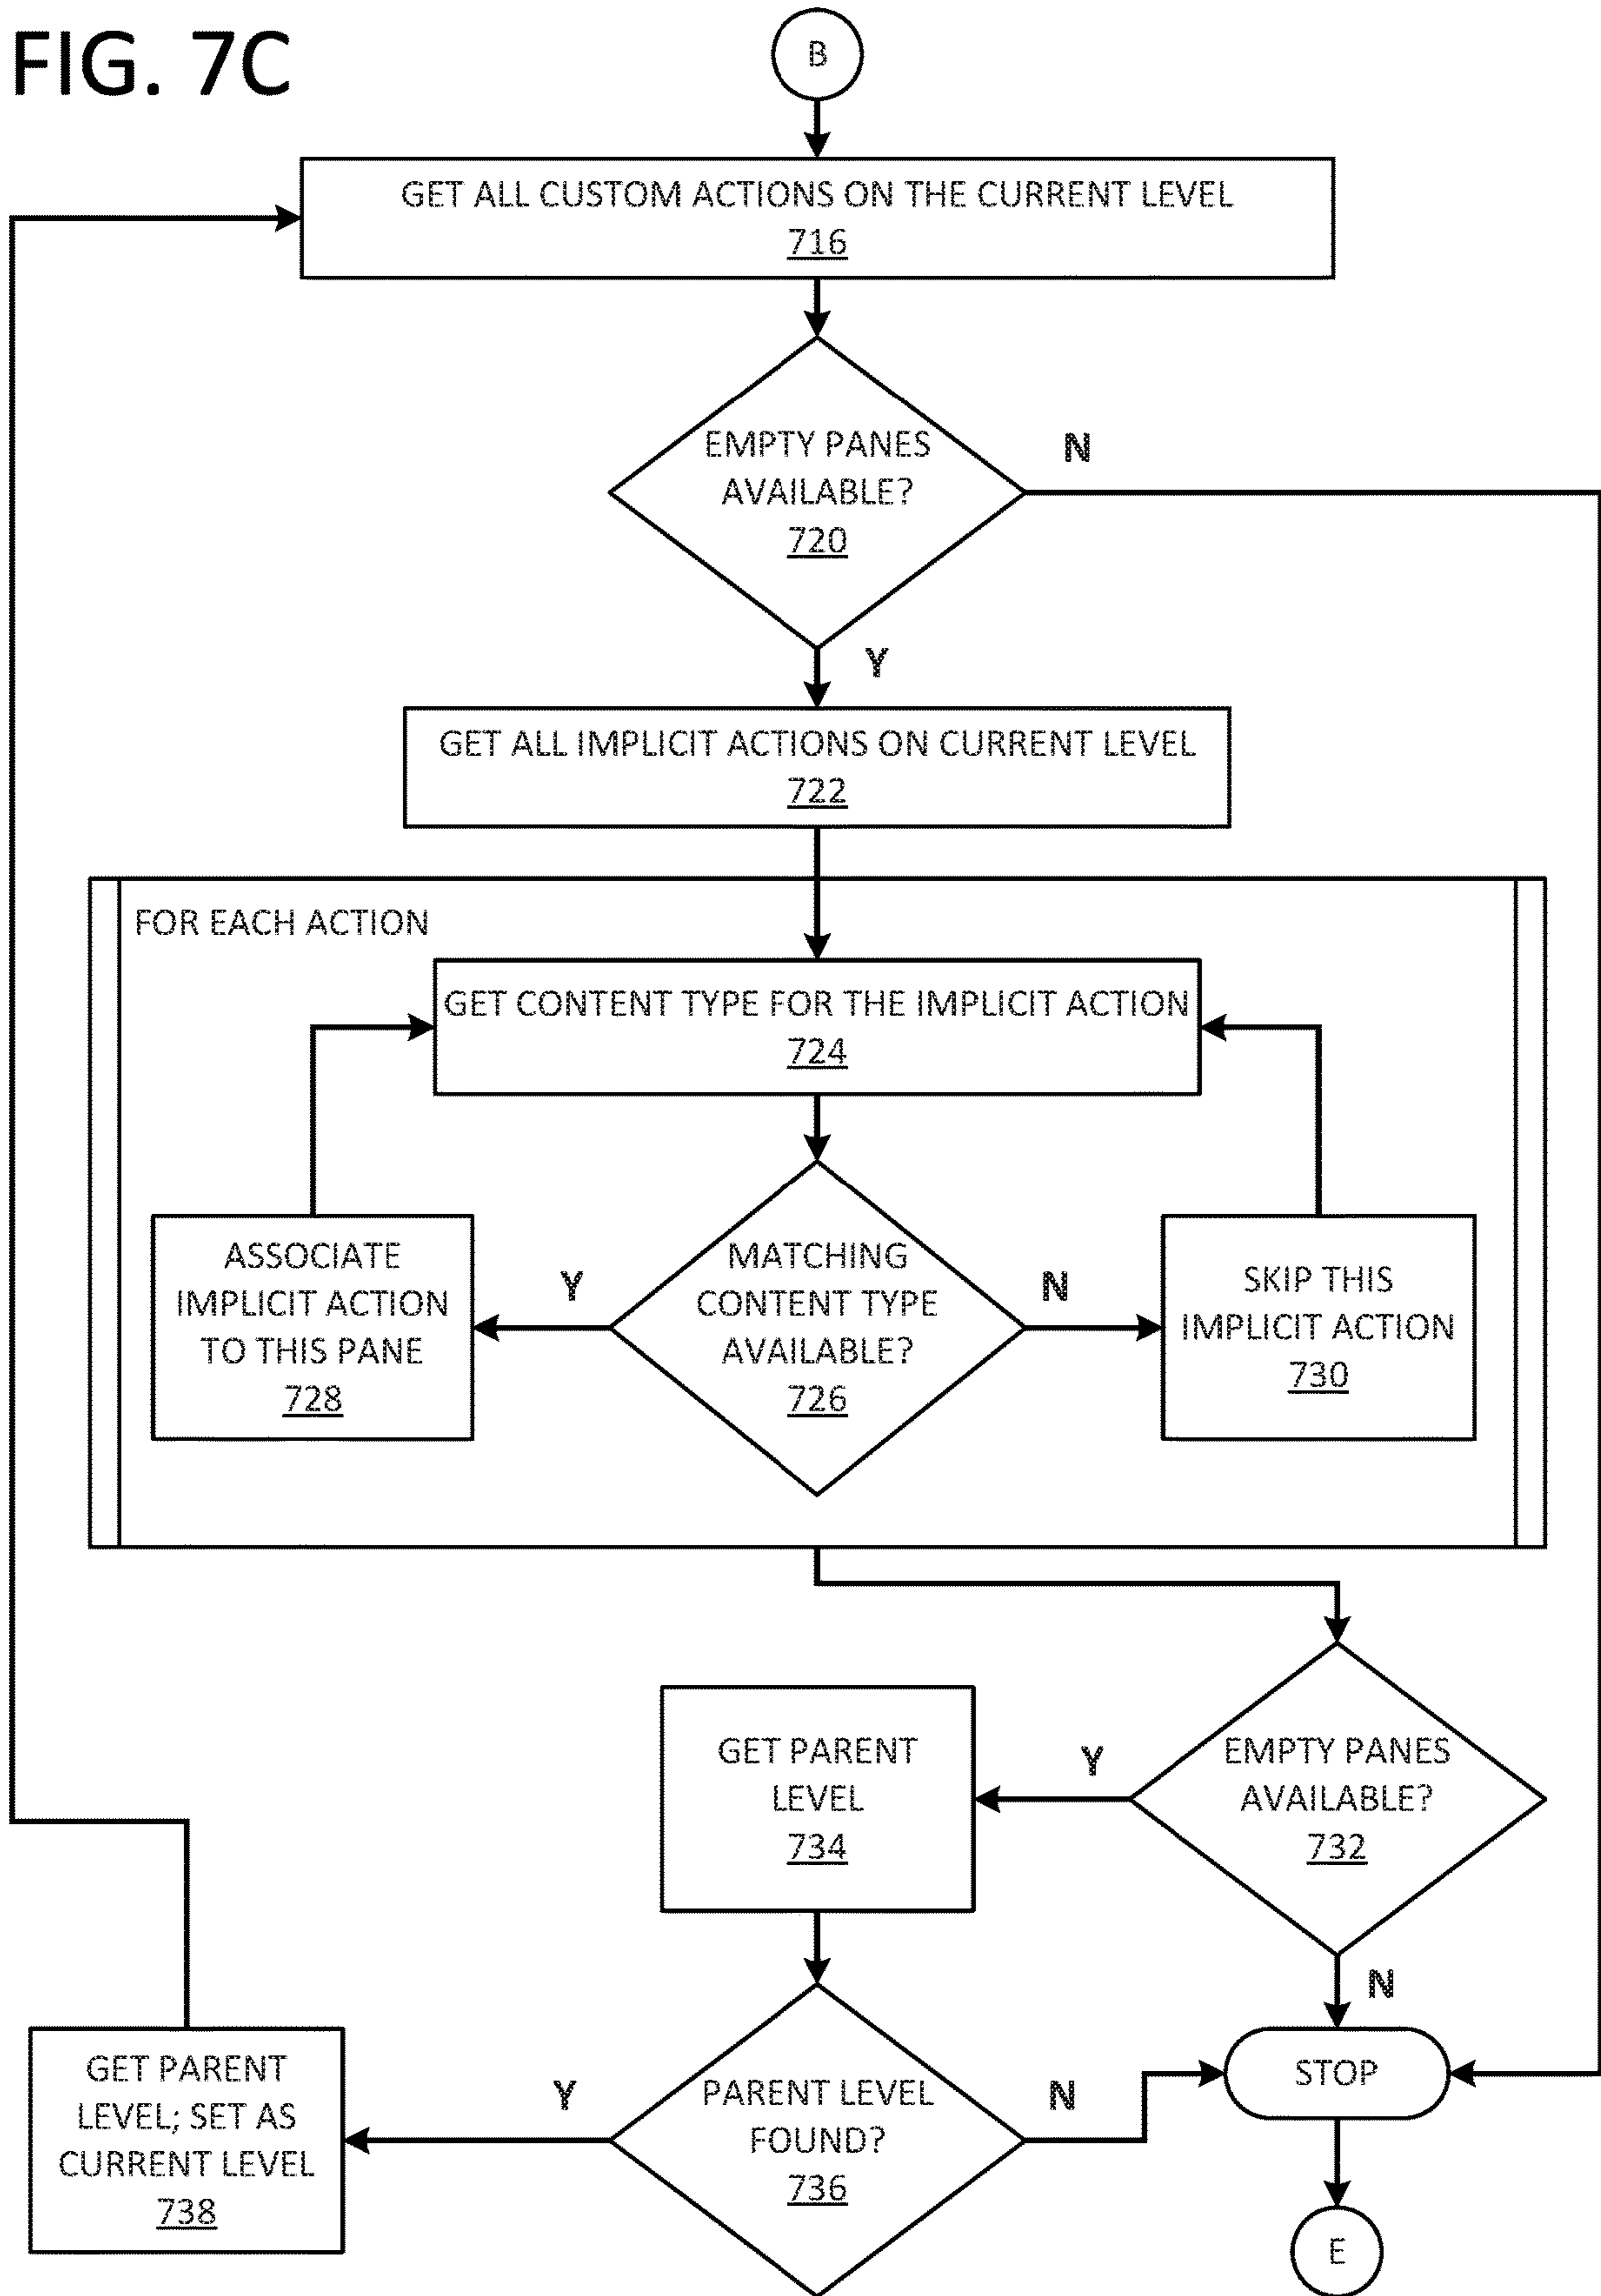 FIG. 7C
B
GET ALL CUSTOM ACTIONS ON THE CURRENT LEVEL
716
EMPTY PANES
AVAILABLE?
720
N
Y
GET ALL IMPLICIT ACTIONS ON CURRENT LEVEL
722
FOR EACH ACTION
GET CONTENT TYPE FOR THE IMPLICIT ACTION
724
ASSOCIATE
IMPLICIT ACTION
TO THIS PANE
728
Y
MATCHING
CONTENT TYPE
AVAILABLE?
726
N
SKIP THIS
IMPLICIT ACTION
730
GET PARENT
LEVEL
734
Y
EMPTY PANES
AVAILABLE?
732
N
GET PARENT
LEVEL; SET AS
CURRENT LEVEL
738
Y
PARENT LEVEL
FOUND?
736
N
STOP
E